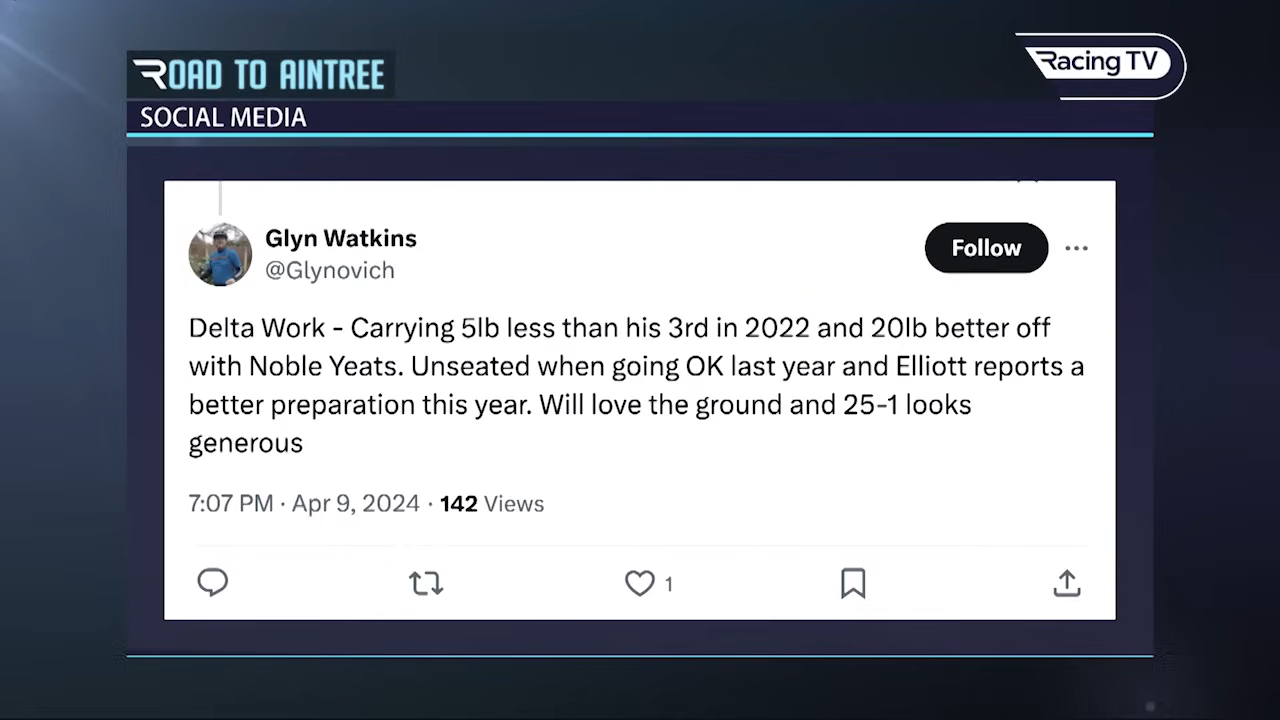 ROAD TO AINTREE
Racing TV
SOCIAL MEDIA
Glyn Watkins
@Glynovich
Follow
Delta Work - Carrying 5lb less than his 3rd in 2022 and 20lb better off
with Noble Yeats. Unseated when going OK last year and Elliott reports a
better preparation this year. Will love the ground and 25-1 looks
generous
7:07 PM · Apr 9, 2024 · 142 Views
1